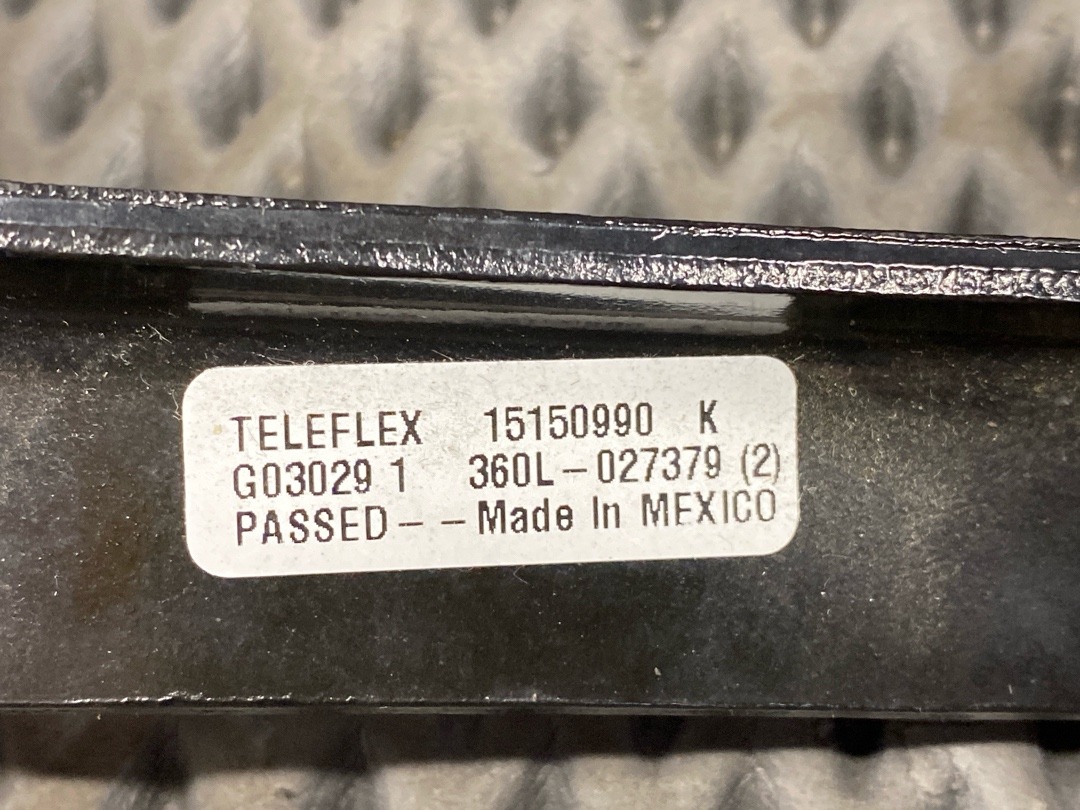 TELEFLEX 15150990 K
G03029 1 360L-027379 (2)
PASSED-- Made In MEXICO